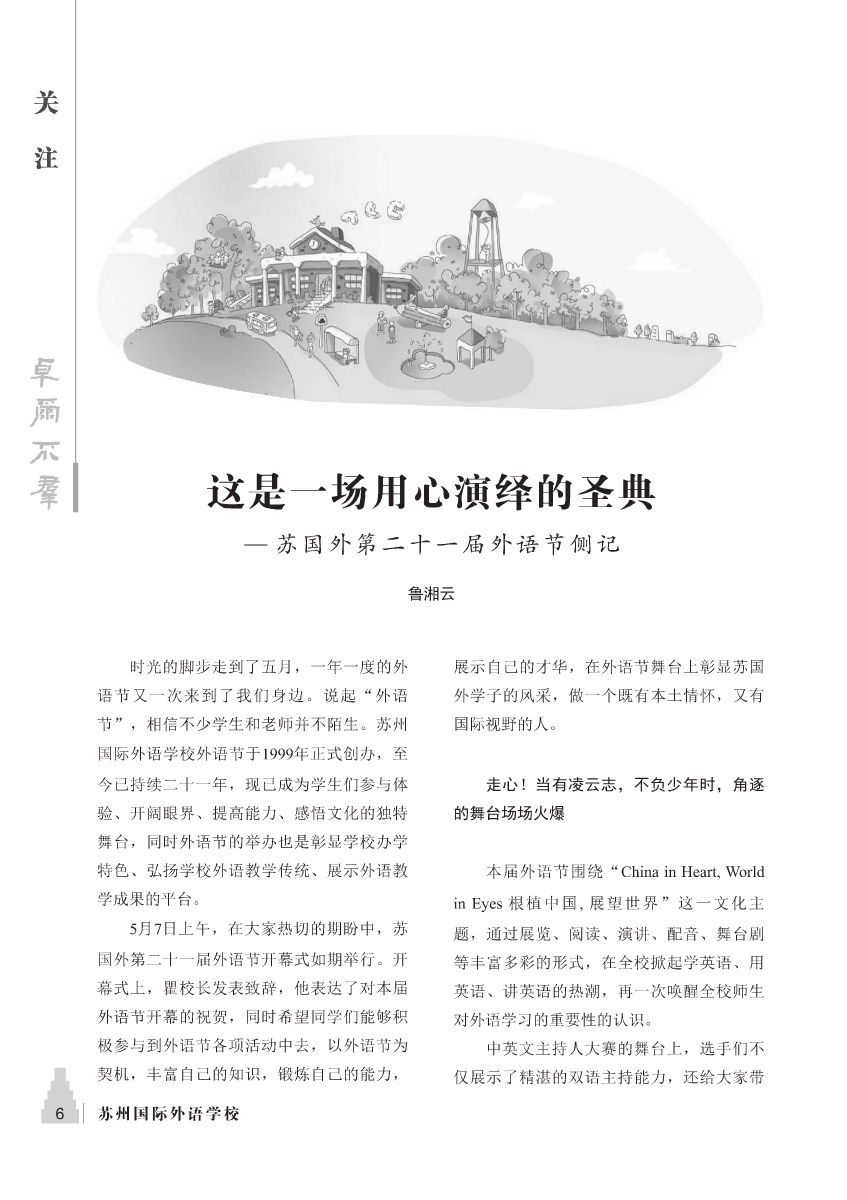 关
注
卓爾不羣
这是一场用心演绎的圣典
— 苏国外第二十一届外语节侧记
鲁湘云
时光的脚步走到了五月，一年一度的外
语节又一次来到了我们身边。说起“外语
节”，相信不少学生和老师并不陌生。苏州
国际外语学校外语节于1999年正式创办，至
今已持续二十一年，现已成为学生们参与体
验、开阔眼界、提高能力、感悟文化的独特
舞台，同时外语节的举办也是彰显学校办学
特色、弘扬学校外语教学传统、展示外语教
学成果的平台。
5月7日上午，在大家热切的期盼中，苏
国外第二十一届外语节开幕式如期举行。开
幕式上，瞿校长发表致辞，他表达了对本届
外语节开幕的祝贺，同时希望同学们能够积
极参与到外语节各项活动中去，以外语节为
契机，丰富自己的知识，锻炼自己的能力，
展示自己的才华，在外语节舞台上彰显苏国
外学子的风采，做一个既有本土情怀，又有
国际视野的人。
走心！当有凌云志，不负少年时，角逐
的舞台场场火爆
本届外语节围绕“China in Heart, World
in Eyes 根植中国, 展望世界”这一文化主
题，通过展览、阅读、演讲、配音、舞台剧
等丰富多彩的形式，在全校掀起学英语、用
英语、讲英语的热潮，再一次唤醒全校师生
对外语学习的重要性的认识。
中英文主持人大赛的舞台上，选手们不
仅展示了精湛的双语主持能力，还给大家带
6
苏州国际外语学校